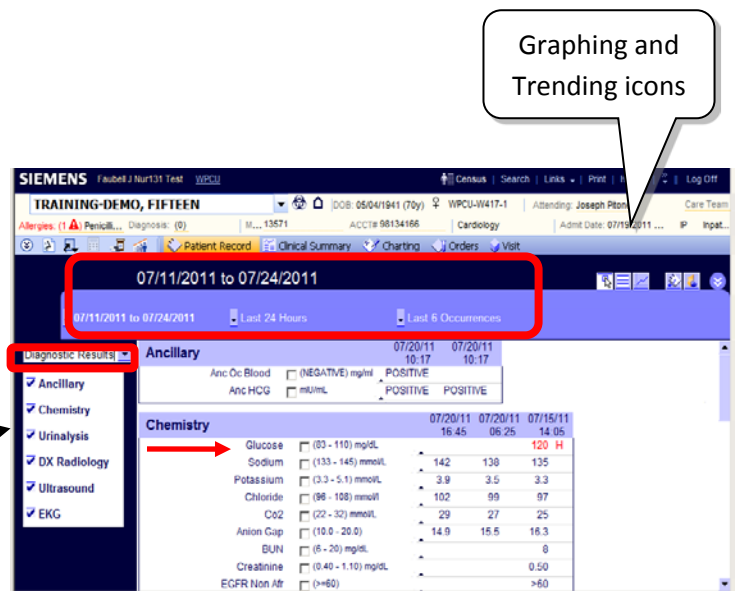 Graphing and
Trending icons
SIEMENS Faubell J Nur131 Test WPCU Census | Search | Links | Print | Log Off
TRAINING-DEMO, FIFTEEN DOB: 05/04/1941 (70y) WPCU-W417-1 Attending: Joseph Care Team
Allergies: (1 Penicilli... Diagnosis: (0) M... 13571 ACCT# 98134166 Cardiology Admit Date: 07/19/2011 ... IP Inpat...
Patient Record Clinical Summary Charting Orders Visit
07/11/2011 to 07/24/2011
07/11/2011 to 07/24/2011 Last 24 Hours Last 6 Occurrences
Diagnostic Results
Ancillary
Chemistry
Urinalysis
DX Radiology
Ultrasound
EKG
Ancillary 07/20/11 07/20/11
10:17 10:17
Anc Oc Blood (NEGATIVE) mg/ml POSITIVE
Anc HCG mIU/mL POSITIVE POSITIVE
Chemistry 07/20/11 07/20/11 07/15/11
16:45 06:25 14:05
Glucose (83 - 110) mg/dL 120 H
Sodium (133 - 145) mmol/L 142 138 135
Potassium (3.3 - 5.1) mmol/L 3.9 3.5 3.3
Chloride (96 - 108) mmol/l 102 99 97
Co2 (22 - 32) mmol/L 29 27 25
Anion Gap (10.0 - 20.0) 14.9 15.5 16.3
BUN (6 - 20) mg/dL 8
Creatinine (0.40 - 1.10) mg/dL 0.50
EGFR Non Afr (>=60) >60